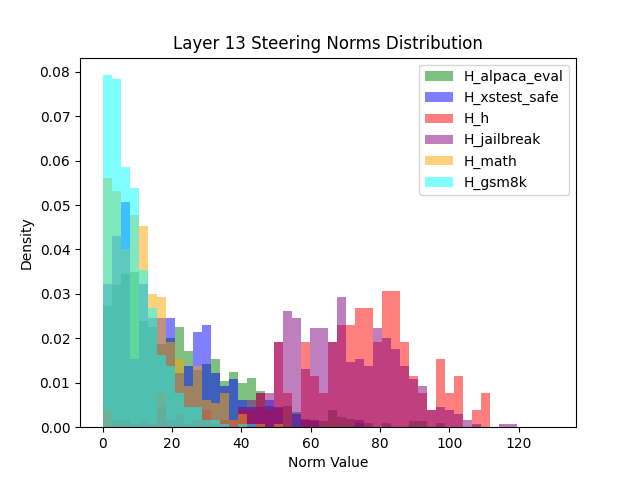 Layer 13 Steering Norms Distribution
H_alpaca_eval
H_xstest_safe
H_h
H_jailbreak
H_math
H_gsm8k
Density
0.08
0.07
0.06
0.05
0.04
0.03
0.02
0.01
0.00
0 20 40 60 80 100 120
Norm Value